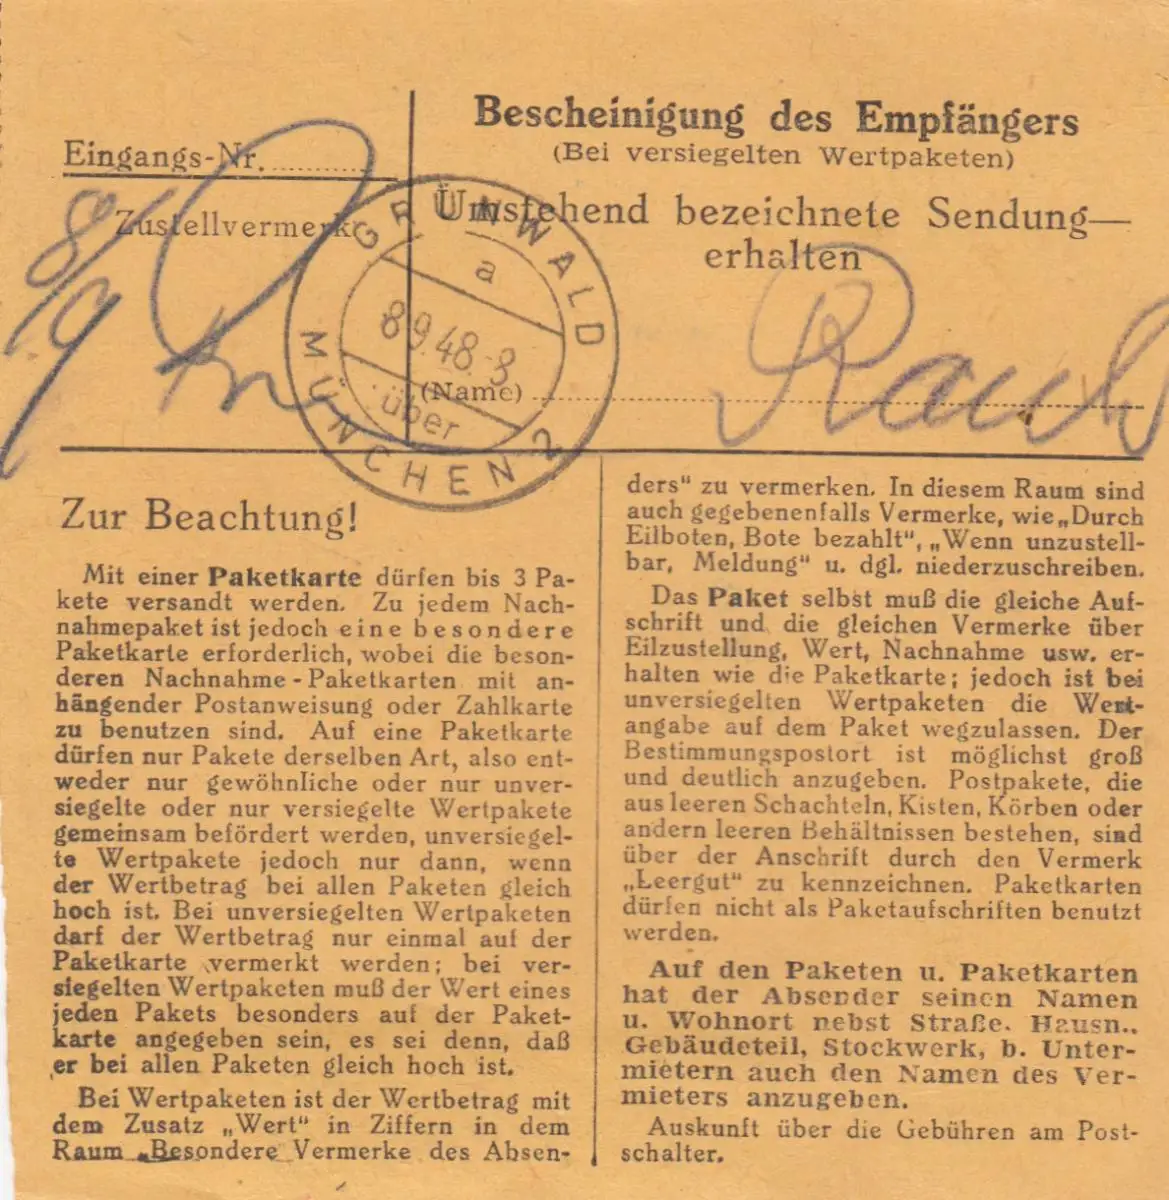 Eingangs-Nr.
Zustellvermerk
8/9
Bescheinigung des Empfängers
(Bei versiegelten Wertpaketen)
Umstehend bezeichnete Sendung—
erhalten
(Name)
GRÜNWALD
a
8.9.48.-8
über
MÜNCHEN 2
Zur Beachtung!
Mit einer Paketkarte dürfen bis 3 Pa-
kete versandt werden. Zu jedem Nach-
nahmepaket ist jedoch eine besondere
Paketkarte erforderlich, wobei die beson-
deren Nachnahme-Paketkarten mit an-
hängender Postanweisung oder Zahlkarte
zu benutzen sind. Auf eine Paketkarte
dürfen nur Pakete derselben Art, also ent-
weder nur gewöhnliche oder nur unver-
siegelte oder nur versiegelte Wertpakete
gemeinsam befördert werden, unversiegel-
te Wertpakete jedoch nur dann, wenn
der Wertbetrag bei allen Paketen gleich
hoch ist. Bei unversiegelten Wertpaketen
darf der Wertbetrag nur einmal auf der
Paketkarte vermerkt werden; bei ver-
siegelten Wertpaketen muß der Wert eines
jeden Pakets besonders auf der Paket-
karte angegeben sein, es sei denn, daß
er bei allen Paketen gleich hoch ist.
Bei Wertpaketen ist der Wertbetrag mit
dem Zusatz „Wert" in Ziffern in dem
Raum „Besondere Vermerke des Absen-
ders" zu vermerken. In diesem Raum sind
auch gegebenenfalls Vermerke, wie „Durch
Eilboten, Bote bezahlt", „Wenn unzustell-
bar, Meldung" u. dgl. niederzuschreiben.
Das Paket selbst muß die gleiche Auf-
schrift und die gleichen Vermerke über
Eilzustellung, Wert, Nachnahme usw. er-
halten wie die Paketkarte; jedoch ist bei
unversiegelten Wertpaketen die Wert-
angabe auf dem Paket wegzulassen. Der
Bestimmungspostort ist möglichst groß
und deutlich anzugeben. Postpakete, die
aus leeren Schachteln, Kisten, Körben oder
andern leeren Behältnissen bestehen, sind
über der Anschrift durch den Vermerk
„Leergut" zu kennzeichnen. Paketkarten
dürfen nicht als Paketaufschriften benutzt
werden.
Auf den Paketen u. Paketkarten
hat der Absender seinen Namen
u. Wohnort nebst Straße, Hausn.,
Gebäudeteil, Stockwerk, b. Unter-
mietern auch den Namen des Ver-
mieters anzugeben.
Auskunft über die Gebühren am Post-
schalter.